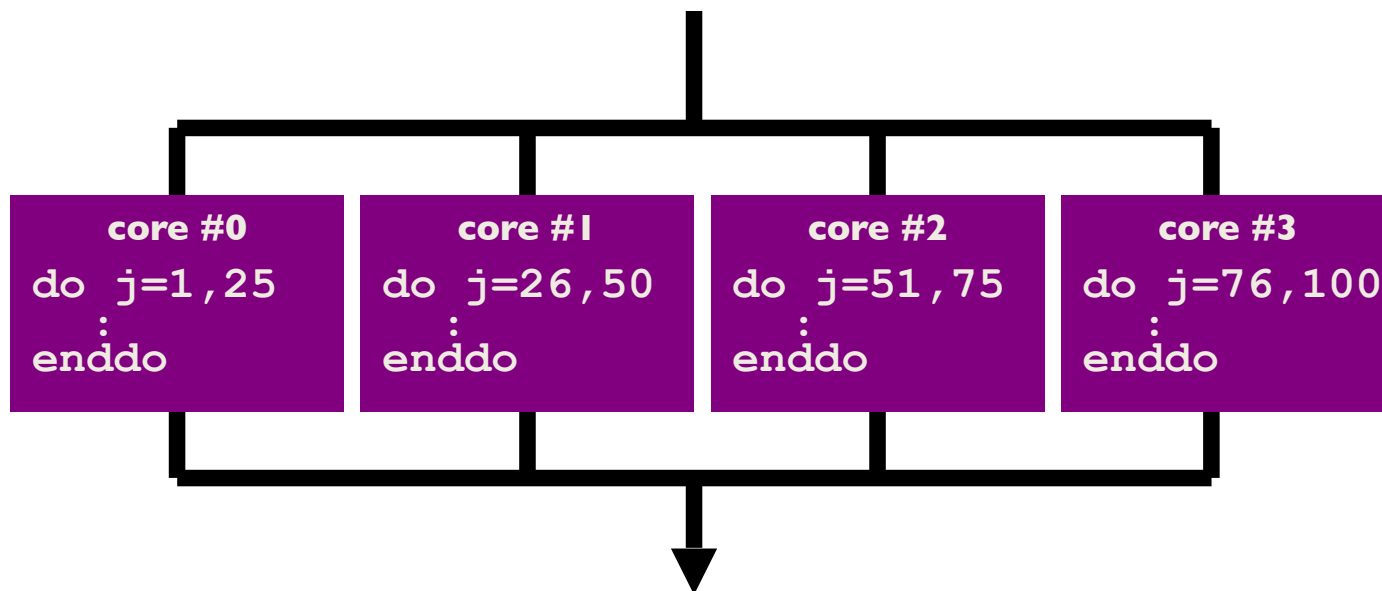 core #0
do j=1,25
:
enddo
core #1
do j=26,50
:
enddo
core #2
do j=51,75
:
enddo
core #3
do j=76,100
:
enddo